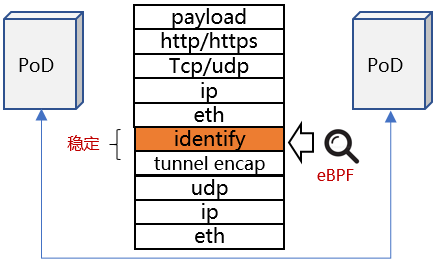 payload
http/https
Tcp/udp
ip
eth
identify
tunnel encap
udp
ip
eth
PoD
PoD
稳定
eBPF